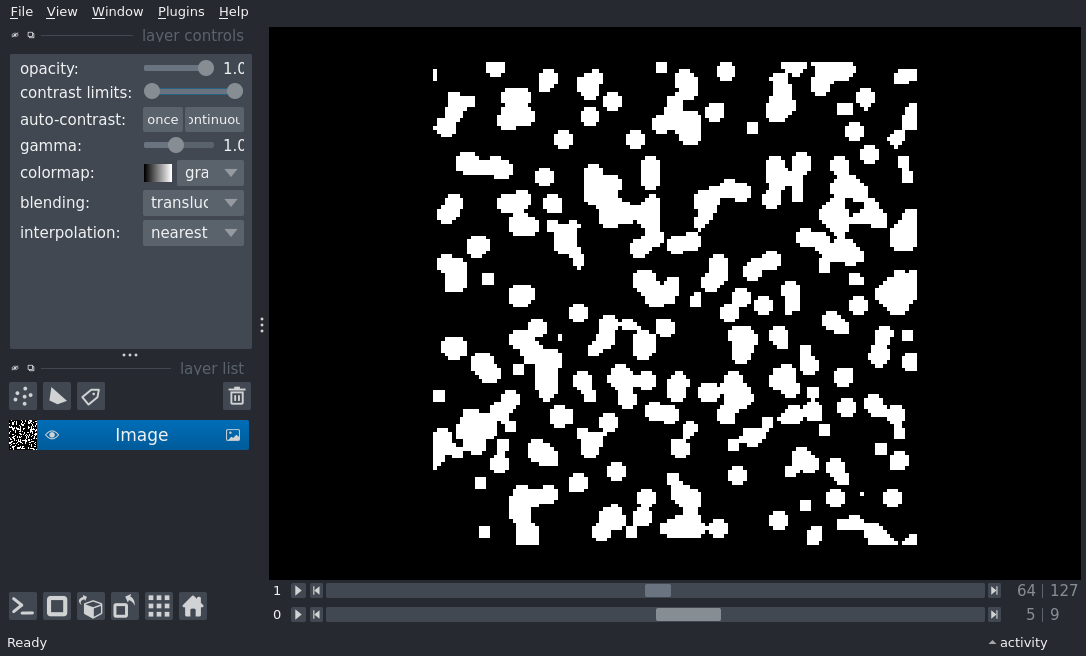 File View Window Plugins Help
layer controls
opacity: 1.0
contrast limits:
auto-contrast: once ontinuou
gamma: 1.0
colormap: gra
blending: transluc
interpolation: nearest
layer list
Image
1 64 | 127
0 5 | 9
Ready activity